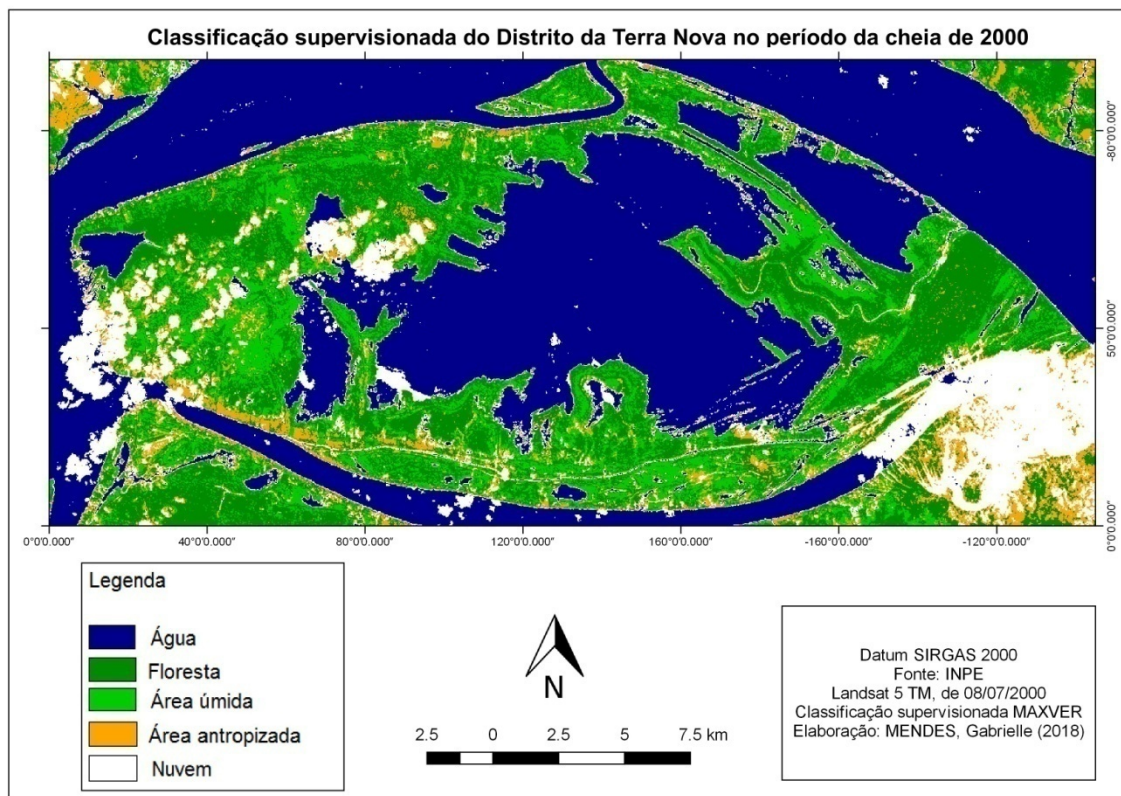 Classificação supervisionada do Distrito da Terra Nova no período da cheia de 2000
-80°0'0.000"
50°0'0.000"
0°0'0.000"
0°0'0.000"
40°0'0.000"
80°0'0.000"
120°0'0.000"
160°0'0.000"
-160°0'0.000"
-120°0'0.000"
Legenda
Água
Floresta
Área úmida
Área antropizada
Nuvem
N
2.5 0 2.5 5 7.5 km
Datum SIRGAS 2000
Fonte: INPE
Landsat 5 TM, de 08/07/2000
Classificação supervisionada MAXVER
Elaboração: MENDES, Gabrielle (2018)